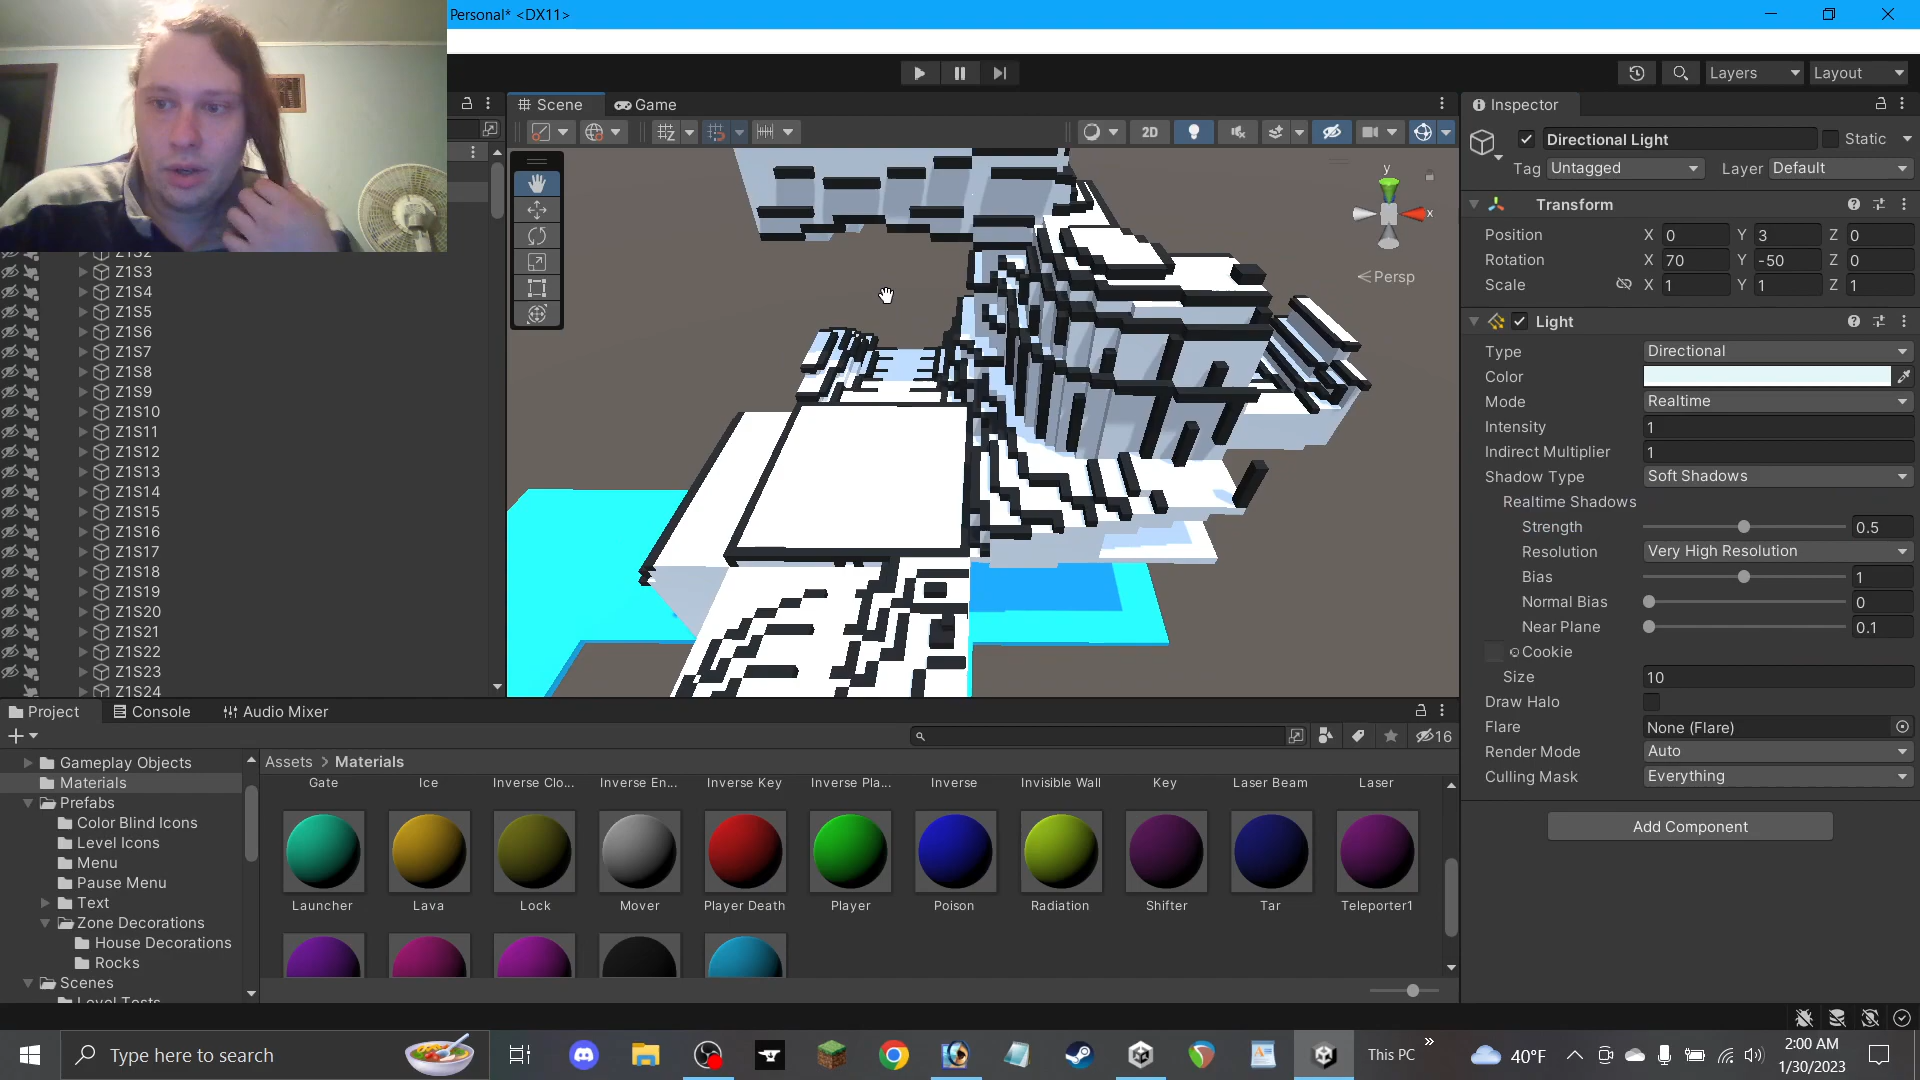 Personal* <DX11>
Layers
Layout
Scene
Game
2D
y
x
Persp
Z1S2
Z1S3
Z1S4
Z1S5
Z1S6
Z1S7
Z1S8
Z1S9
Z1S10
Z1S11
Z1S12
Z1S13
Z1S14
Z1S15
Z1S16
Z1S17
Z1S18
Z1S19
Z1S20
Z1S21
Z1S22
Z1S23
Z1S24
Inspector
Directional Light
Static
Tag Untagged Layer Default
Transform
Position X 0 Y 3 Z 0
Rotation X 70 Y -50 Z 0
Scale X 1 Y 1 Z 1
Light
Type Directional
Color
Mode Realtime
Intensity 1
Indirect Multiplier 1
Shadow Type Soft Shadows
Realtime Shadows
Strength 0.5
Resolution Very High Resolution
Bias 1
Normal Bias 0
Near Plane 0.1
Cookie
Size 10
Draw Halo
Flare None (Flare)
Render Mode Auto
Culling Mask Everything
Add Component
Project
Console
Audio Mixer
16
Gameplay Objects
Materials
Prefabs
Color Blind Icons
Level Icons
Menu
Pause Menu
Text
Zone Decorations
House Decorations
Rocks
Scenes
Level Tests
Assets > Materials
Gate Ice Inverse Clo... Inverse En... Inverse Key Inverse Pla... Inverse Invisible Wall Key Laser Beam Laser
Launcher Lava Lock Mover Player Death Player Poison Radiation Shifter Tar Teleporter1
Type here to search
This PC
40°F
2:00 AM
1/30/2023